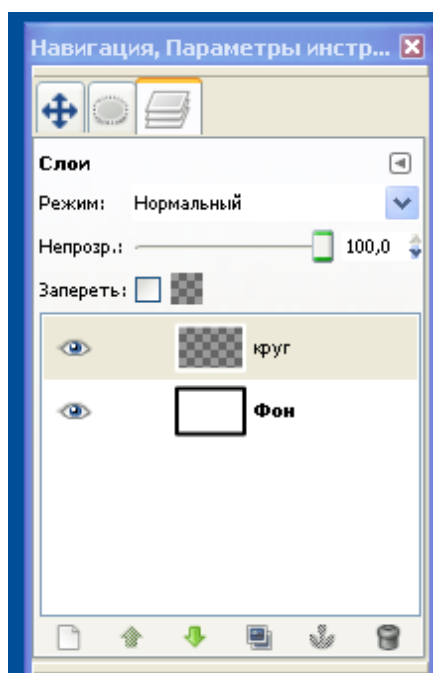 Навигация, Параметры инстр...
Слои
Режим: Нормальный
Непрозр.: 100,0
Запереть:
круг
Фон